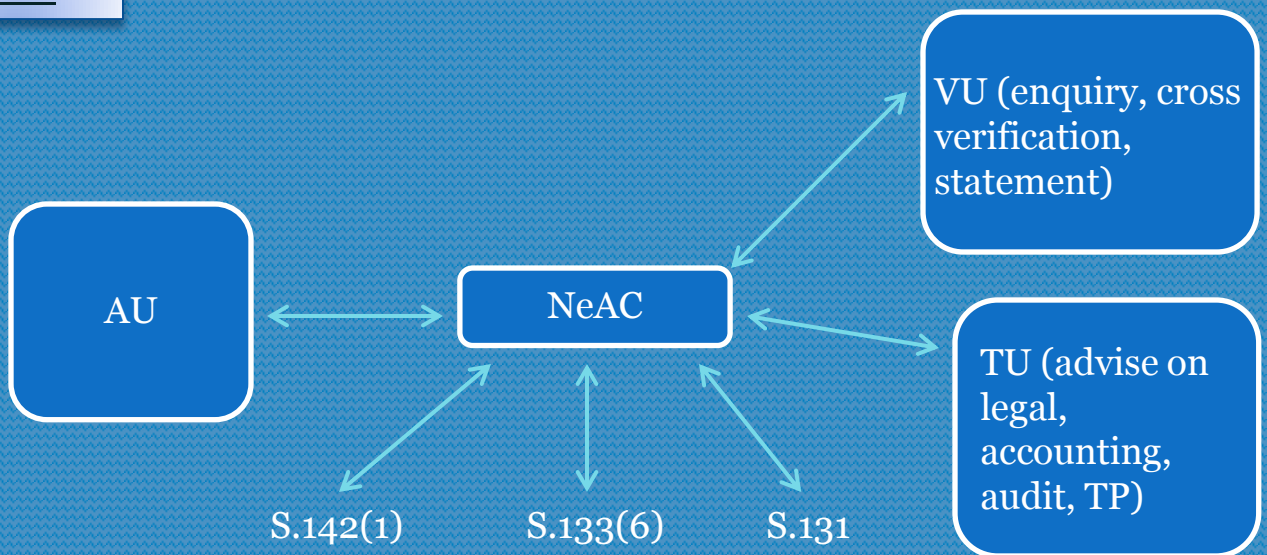 VU (enquiry, cross
verification,
statement)
AU
NeAC
TU (advise on
legal,
accounting,
audit, TP)
S.142(1)
S.133(6)
S.131